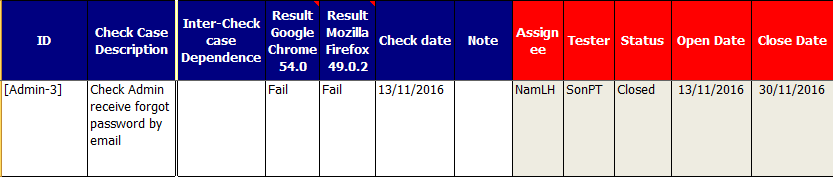 ID
Check Case
Description
Inter-Check
case
Dependence
Result
Google
Chrome
54.0
Result
Mozilla
Firefox
49.0.2
Check date
Note
Assign
ee
Tester
Status
Open Date
Close Date
[Admin-3]
Check Admin
receive forgot
password by
email
Fail
Fail
13/11/2016
NamLH
SonPT
Closed
13/11/2016
30/11/2016